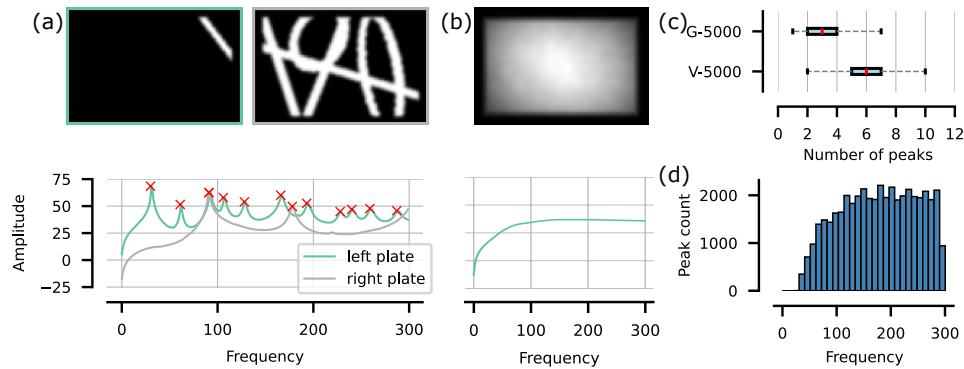 (a)
(b)
(c)
G-5000
V-5000
0 2 4 6 8 10 12
Number of peaks
75
50
25
0
−25
Amplitude
left plate
right plate
0 100 200 300
Frequency
0 100 200 300
Frequency
(d)
2000
1000
0
Peak count
0 100 200 300
Frequency